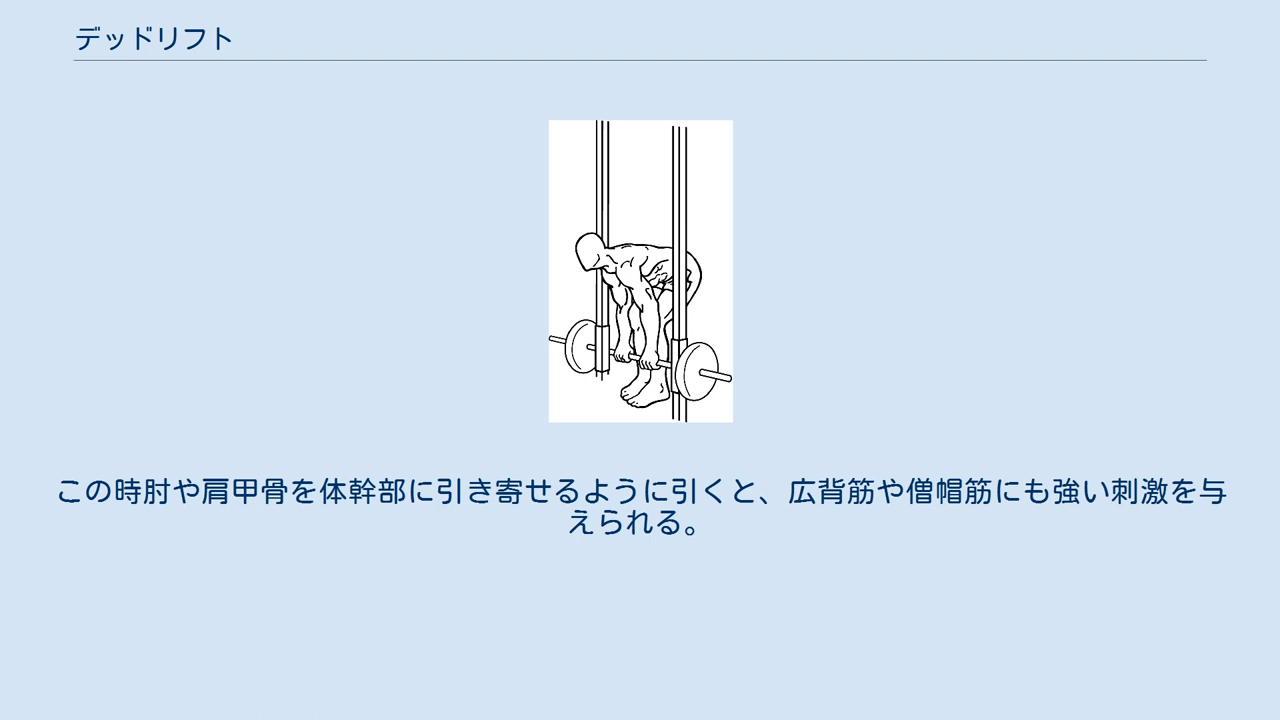 デッドリフト
この時肘や肩甲骨を体幹部に引き寄せるように引くと、広背筋や僧帽筋にも強い刺激を与
えられる。